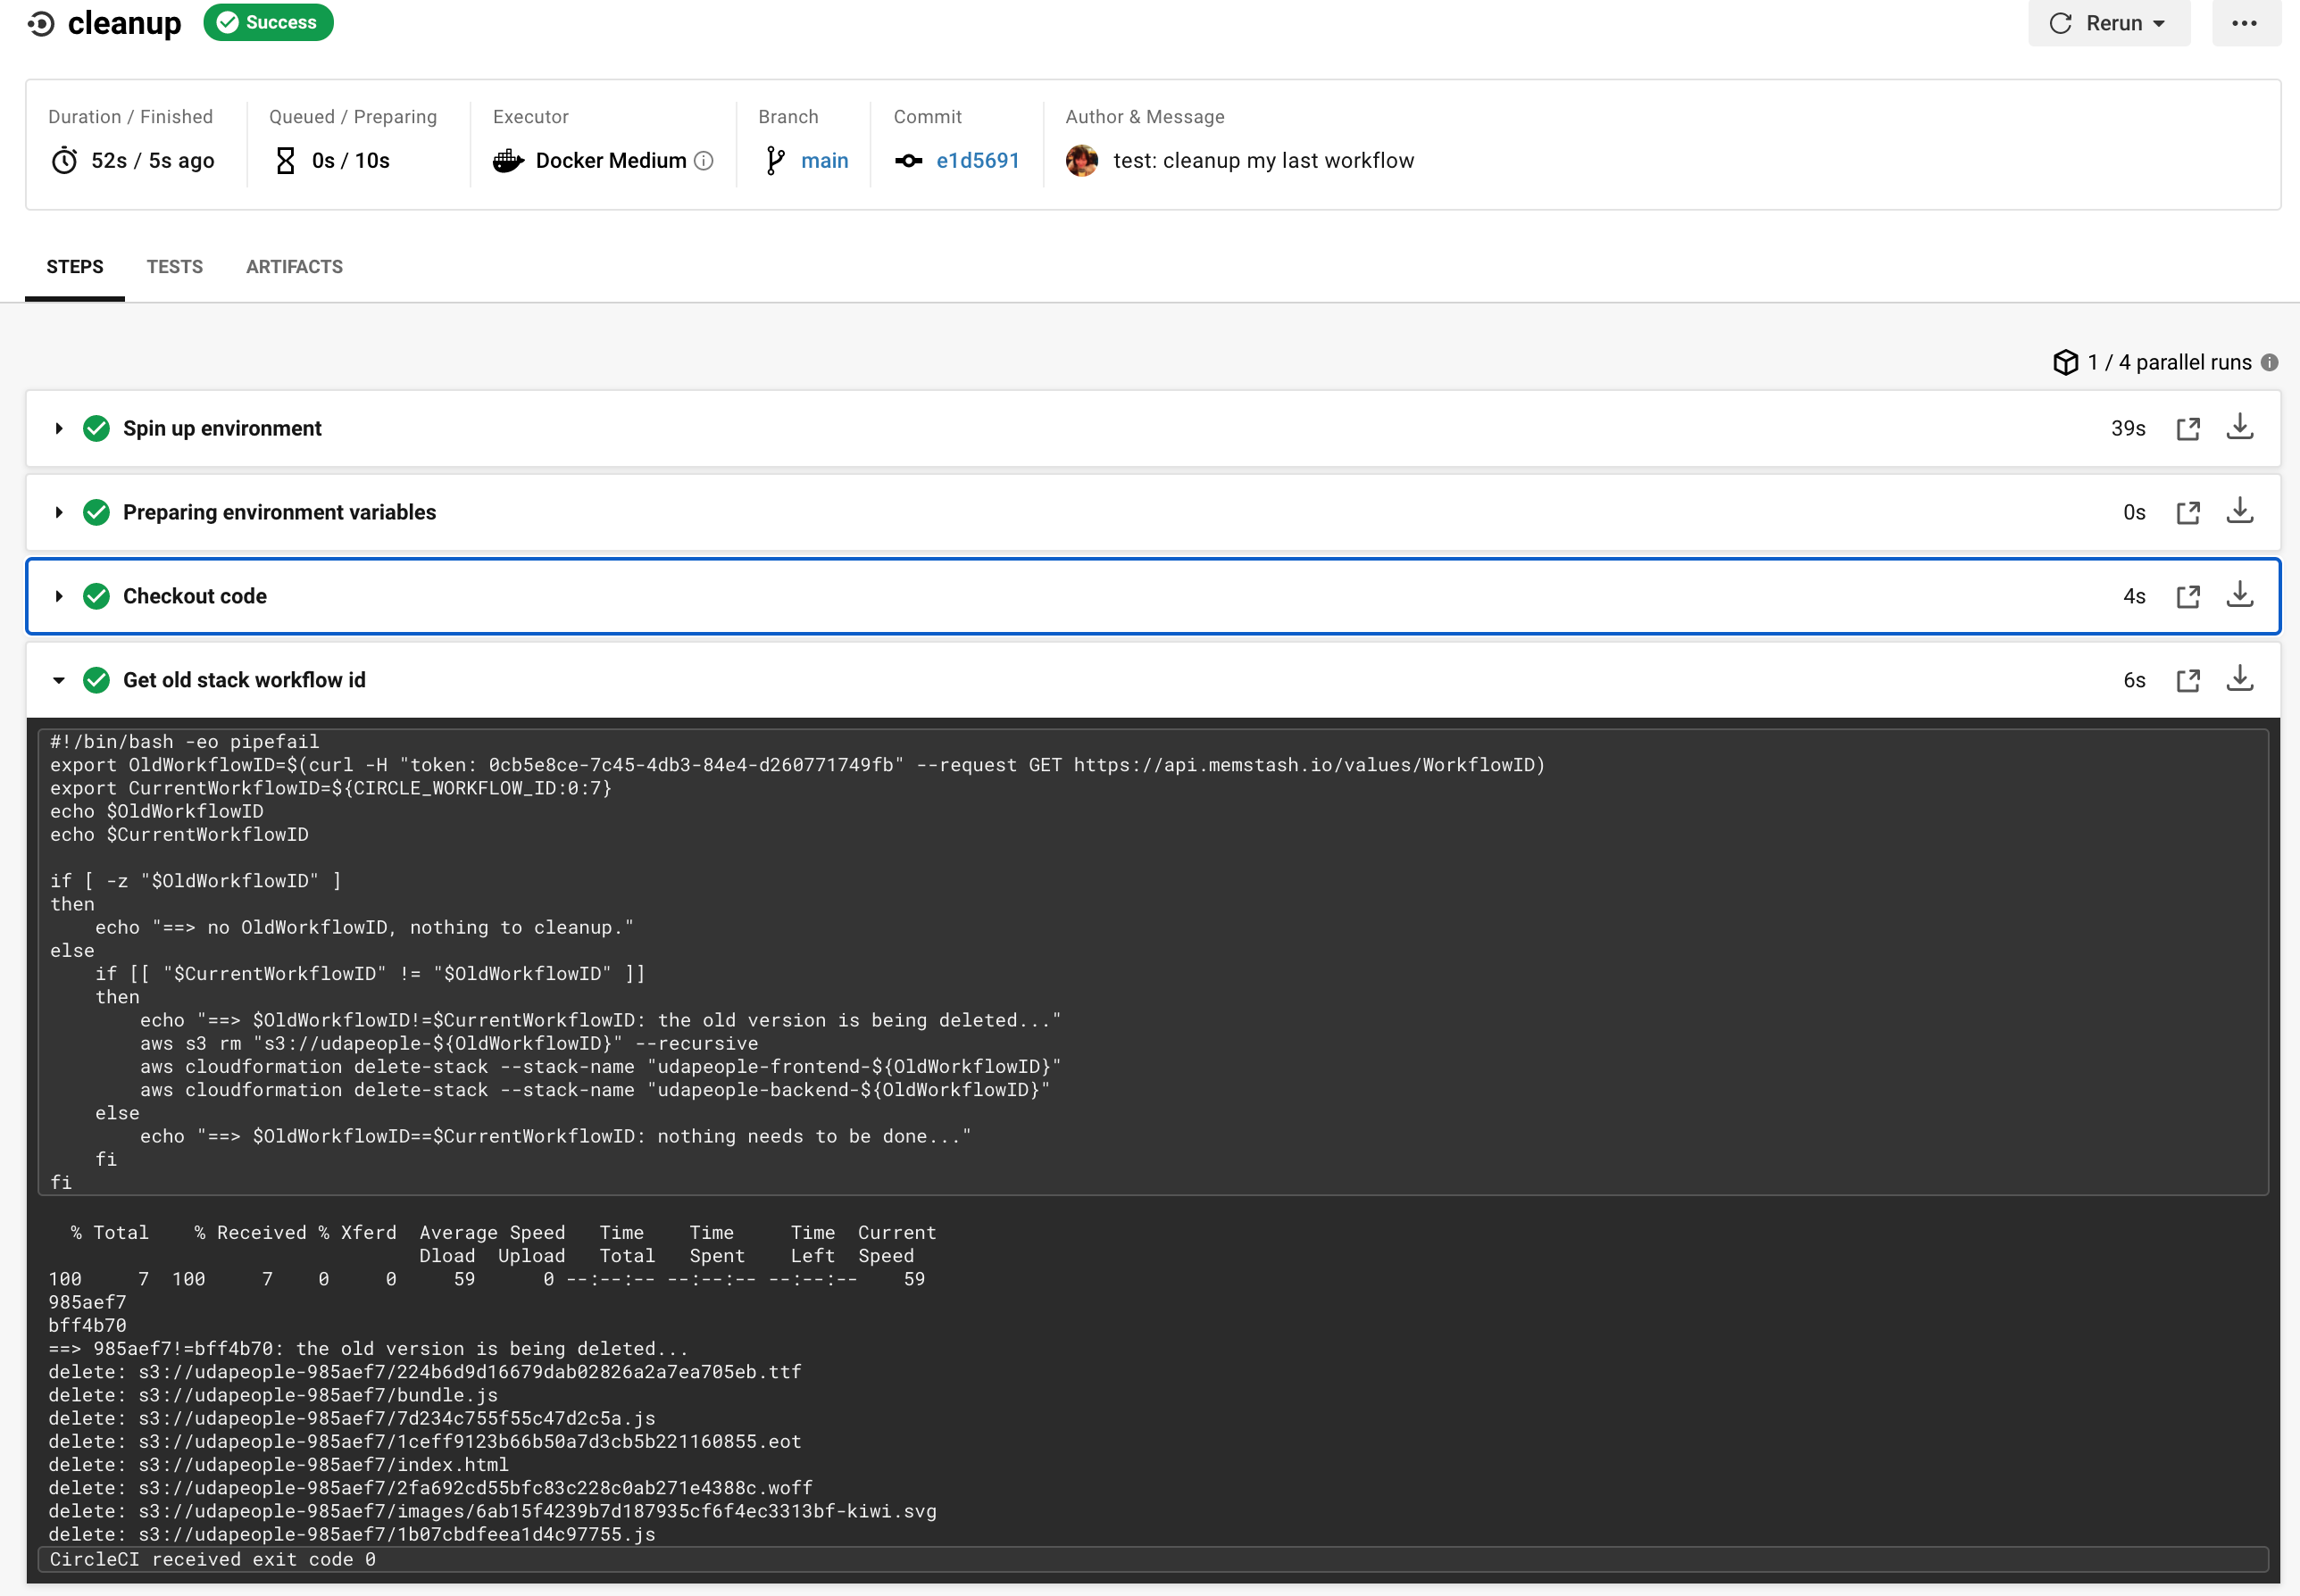 cleanup Success Rerun
Duration / Finished Queued / Preparing Executor Branch Commit Author & Message
52s / 5s ago 0s / 10s Docker Medium main e1d5691 test: cleanup my last workflow
STEPS TESTS ARTIFACTS
1 / 4 parallel runs
Spin up environment 39s
Preparing environment variables 0s
Checkout code 4s
Get old stack workflow id 6s
#!/bin/bash -eo pipefail
export OldWorkflowID=$(curl -H "token: 0cb5e8ce-7c45-4db3-84e4-d260771749fb" --request GET https://api.memstash.io/values/WorkflowID)
export CurrentWorkflowID=${CIRCLE_WORKFLOW_ID:0:7}
echo $OldWorkflowID
echo $CurrentWorkflowID
if [ -z "$OldWorkflowID" ]
then
    echo "==> no OldWorkflowID, nothing to cleanup."
else
    if [[ "$CurrentWorkflowID" != "$OldWorkflowID" ]]
    then
        echo "==> $OldWorkflowID!=$CurrentWorkflowID: the old version is being deleted..."
        aws s3 rm "s3://udapeople-${OldWorkflowID}" --recursive
        aws cloudformation delete-stack --stack-name "udapeople-frontend-${OldWorkflowID}"
        aws cloudformation delete-stack --stack-name "udapeople-backend-${OldWorkflowID}"
    else
        echo "==> $OldWorkflowID==$CurrentWorkflowID: nothing needs to be done..."
    fi
fi
  % Total    % Received % Xferd  Average Speed   Time    Time     Time  Current
                                 Dload  Upload   Total   Spent    Left  Speed
100     7  100     7    0     0     59      0 --:--:-- --:--:-- --:--:--    59
985aef7
bff4b70
==> 985aef7!=bff4b70: the old version is being deleted...
delete: s3://udapeople-985aef7/224b6d9d16679dab02826a2a7ea705eb.ttf
delete: s3://udapeople-985aef7/bundle.js
delete: s3://udapeople-985aef7/7d234c755f55c47d2c5a.js
delete: s3://udapeople-985aef7/1ceff9123b66b50a7d3cb5b221160855.eot
delete: s3://udapeople-985aef7/index.html
delete: s3://udapeople-985aef7/2fa692cd55bfc83c228c0ab271e4388c.woff
delete: s3://udapeople-985aef7/images/6ab15f4239b7d187935cf6f4ec3313bf-kiwi.svg
delete: s3://udapeople-985aef7/1b07cbdfeea1d4c97755.js
CircleCI received exit code 0